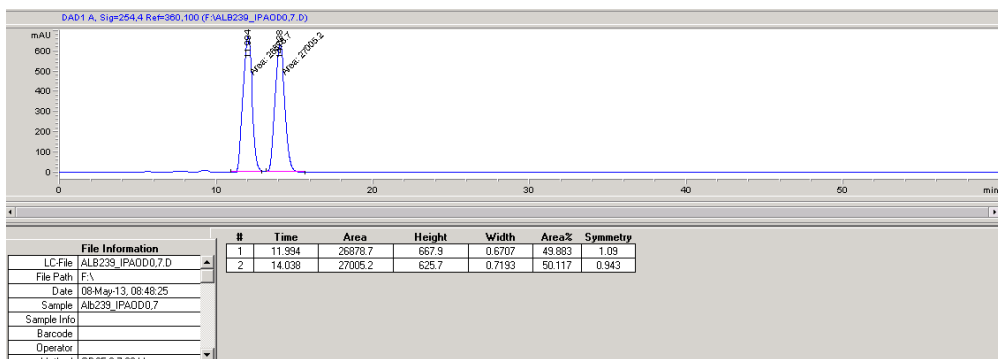 DAD1 A, Sig=254,4 Ref=360,100 (F:\ALB239_IPAOD0,7.D)
mAU
600
500
400
300
200
100
0
Area: 26878.7
Area: 27005.2
0 10 20 30 40 50 min
# Time Area Height Width Area% Symmetry
1 11.994 26878.7 667.9 0.6707 49.883 1.09
2 14.038 27005.2 625.7 0.7193 50.117 0.943
File Information
LC-File ALB239_IPAOD0,7.D
File Path F:\
Date 08-May-13, 08:48:25
Sample Alb239_IPAOD0,7
Sample Info
Barcode
Operator